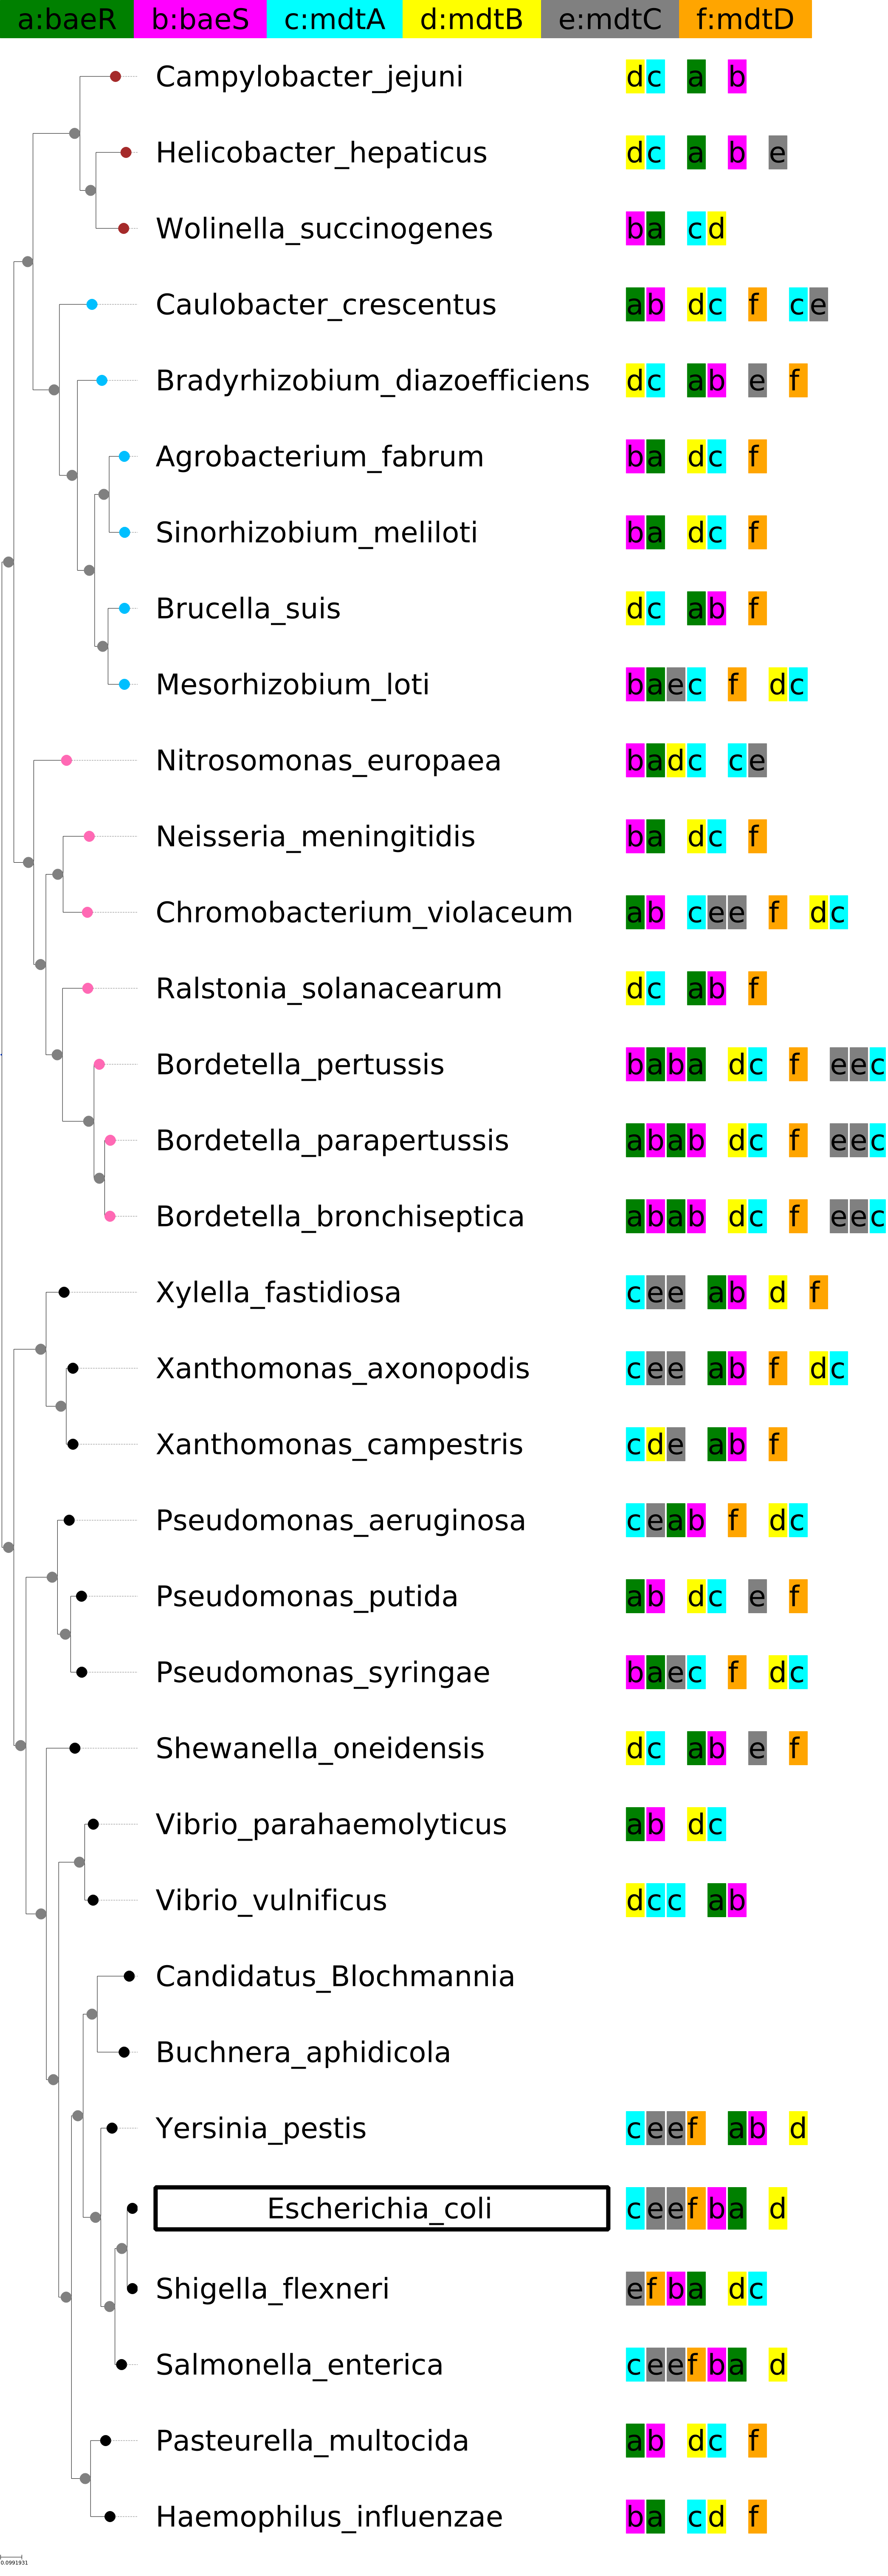 a:baeR b:baeS c:mdtA d:mdtB e:mdtC f:mdtD
Campylobacter_jejuni dc a b
Helicobacter_hepaticus dc a b e
Wolinella_succinogenes ba cd
Caulobacter_crescentus ab dc f ce
Bradyrhizobium_diazoefficiens dc ab e f
Agrobacterium_fabrum ba dc f
Sinorhizobium_meliloti ba dc f
Brucella_suis dc ab f
Mesorhizobium_loti baec f dc
Nitrosomonas_europaea badc ce
Neisseria_meningitidis ba dc f
Chromobacterium_violaceum ab cee f dc
Ralstonia_solanacearum dc ab f
Bordetella_pertussis baba dc f eec
Bordetella_parapertussis abab dc f eec
Bordetella_bronchiseptica abab dc f eec
Xylella_fastidiosa cee ab d f
Xanthomonas_axonopodis cee ab f dc
Xanthomonas_campestris cde ab f
Pseudomonas_aeruginosa ceab f dc
Pseudomonas_putida ab dc e f
Pseudomonas_syringae baec f dc
Shewanella_oneidensis dc ab e f
Vibrio_parahaemolyticus ab dc
Vibrio_vulnificus dcc ab
Candidatus_Blochmannia
Buchnera_aphidicola
Yersinia_pestis ceef ab d
Escherichia_coli ceefba d
Shigella_flexneri efba dc
Salmonella_enterica ceefba d
Pasteurella_multocida ab dc f
Haemophilus_influenzae ba cd f
0.0991931